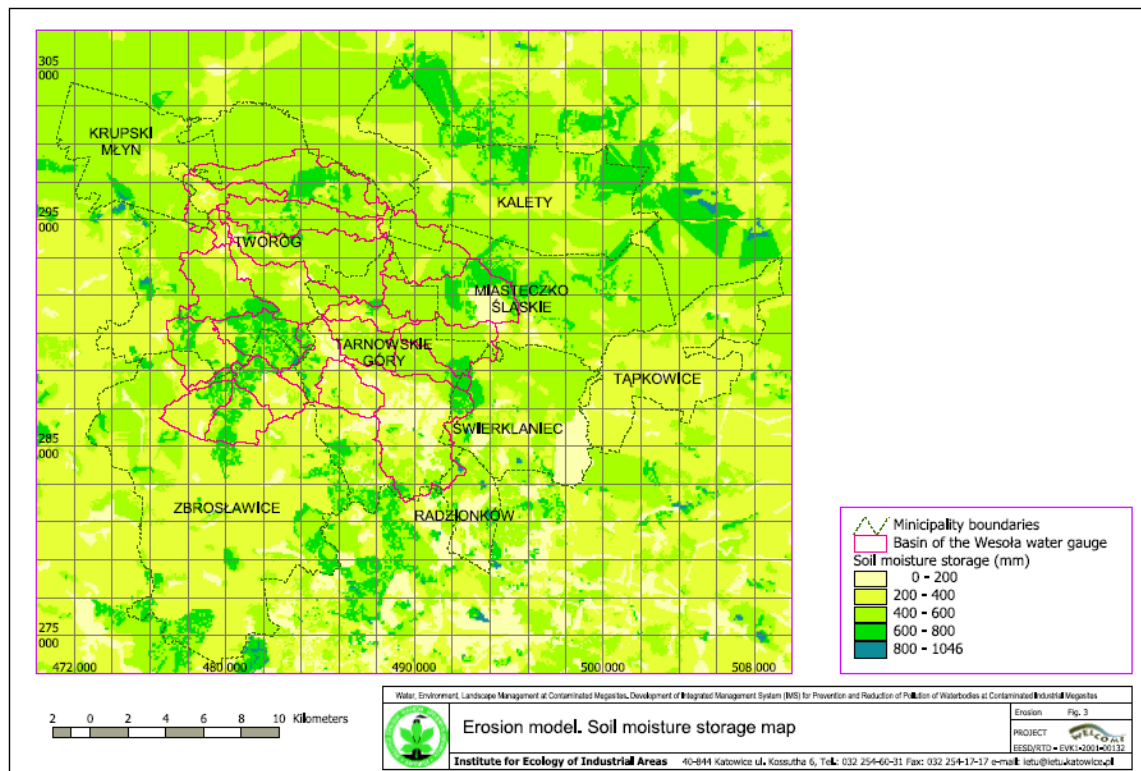 305
000
KRUPSKI
MŁYN
KALETY
295
000
TWORÓG
MIASTECZKO
ŚLĄSKIE
TARNOWSKIE
GÓRY
TĄPKOWICE
ŚWIERKLANIEC
285
000
ZBROSŁAWICE
RADZIONKÓW
275
000
472 000
480 000
490 000
500 000
508 000
Minicipality boundaries
Basin of the Wesoła water gauge
Soil moisture storage (mm)
0 - 200
200 - 400
400 - 600
600 - 800
800 - 1046
2 0 2 4 6 8 10 Kilometers
Water, Environment, Landscape Management at Contaminated Megasites. Development of Integrated Management System (IMS) for Prevention and Reduction of Pollution of Waterbodies at Contaminated Industrial Megasites
Erosion model. Soil moisture storage map
Erosion Fig. 3
PROJECT WELCOME
EESD/RTD - EVK1-2001-00132
Institute for Ecology of Industrial Areas 40-844 Katowice ul. Kossutha 6, Tel.: 032 254-60-31 Fax: 032 254-17-17 e-mail: ietu@ietu.katowice.pl